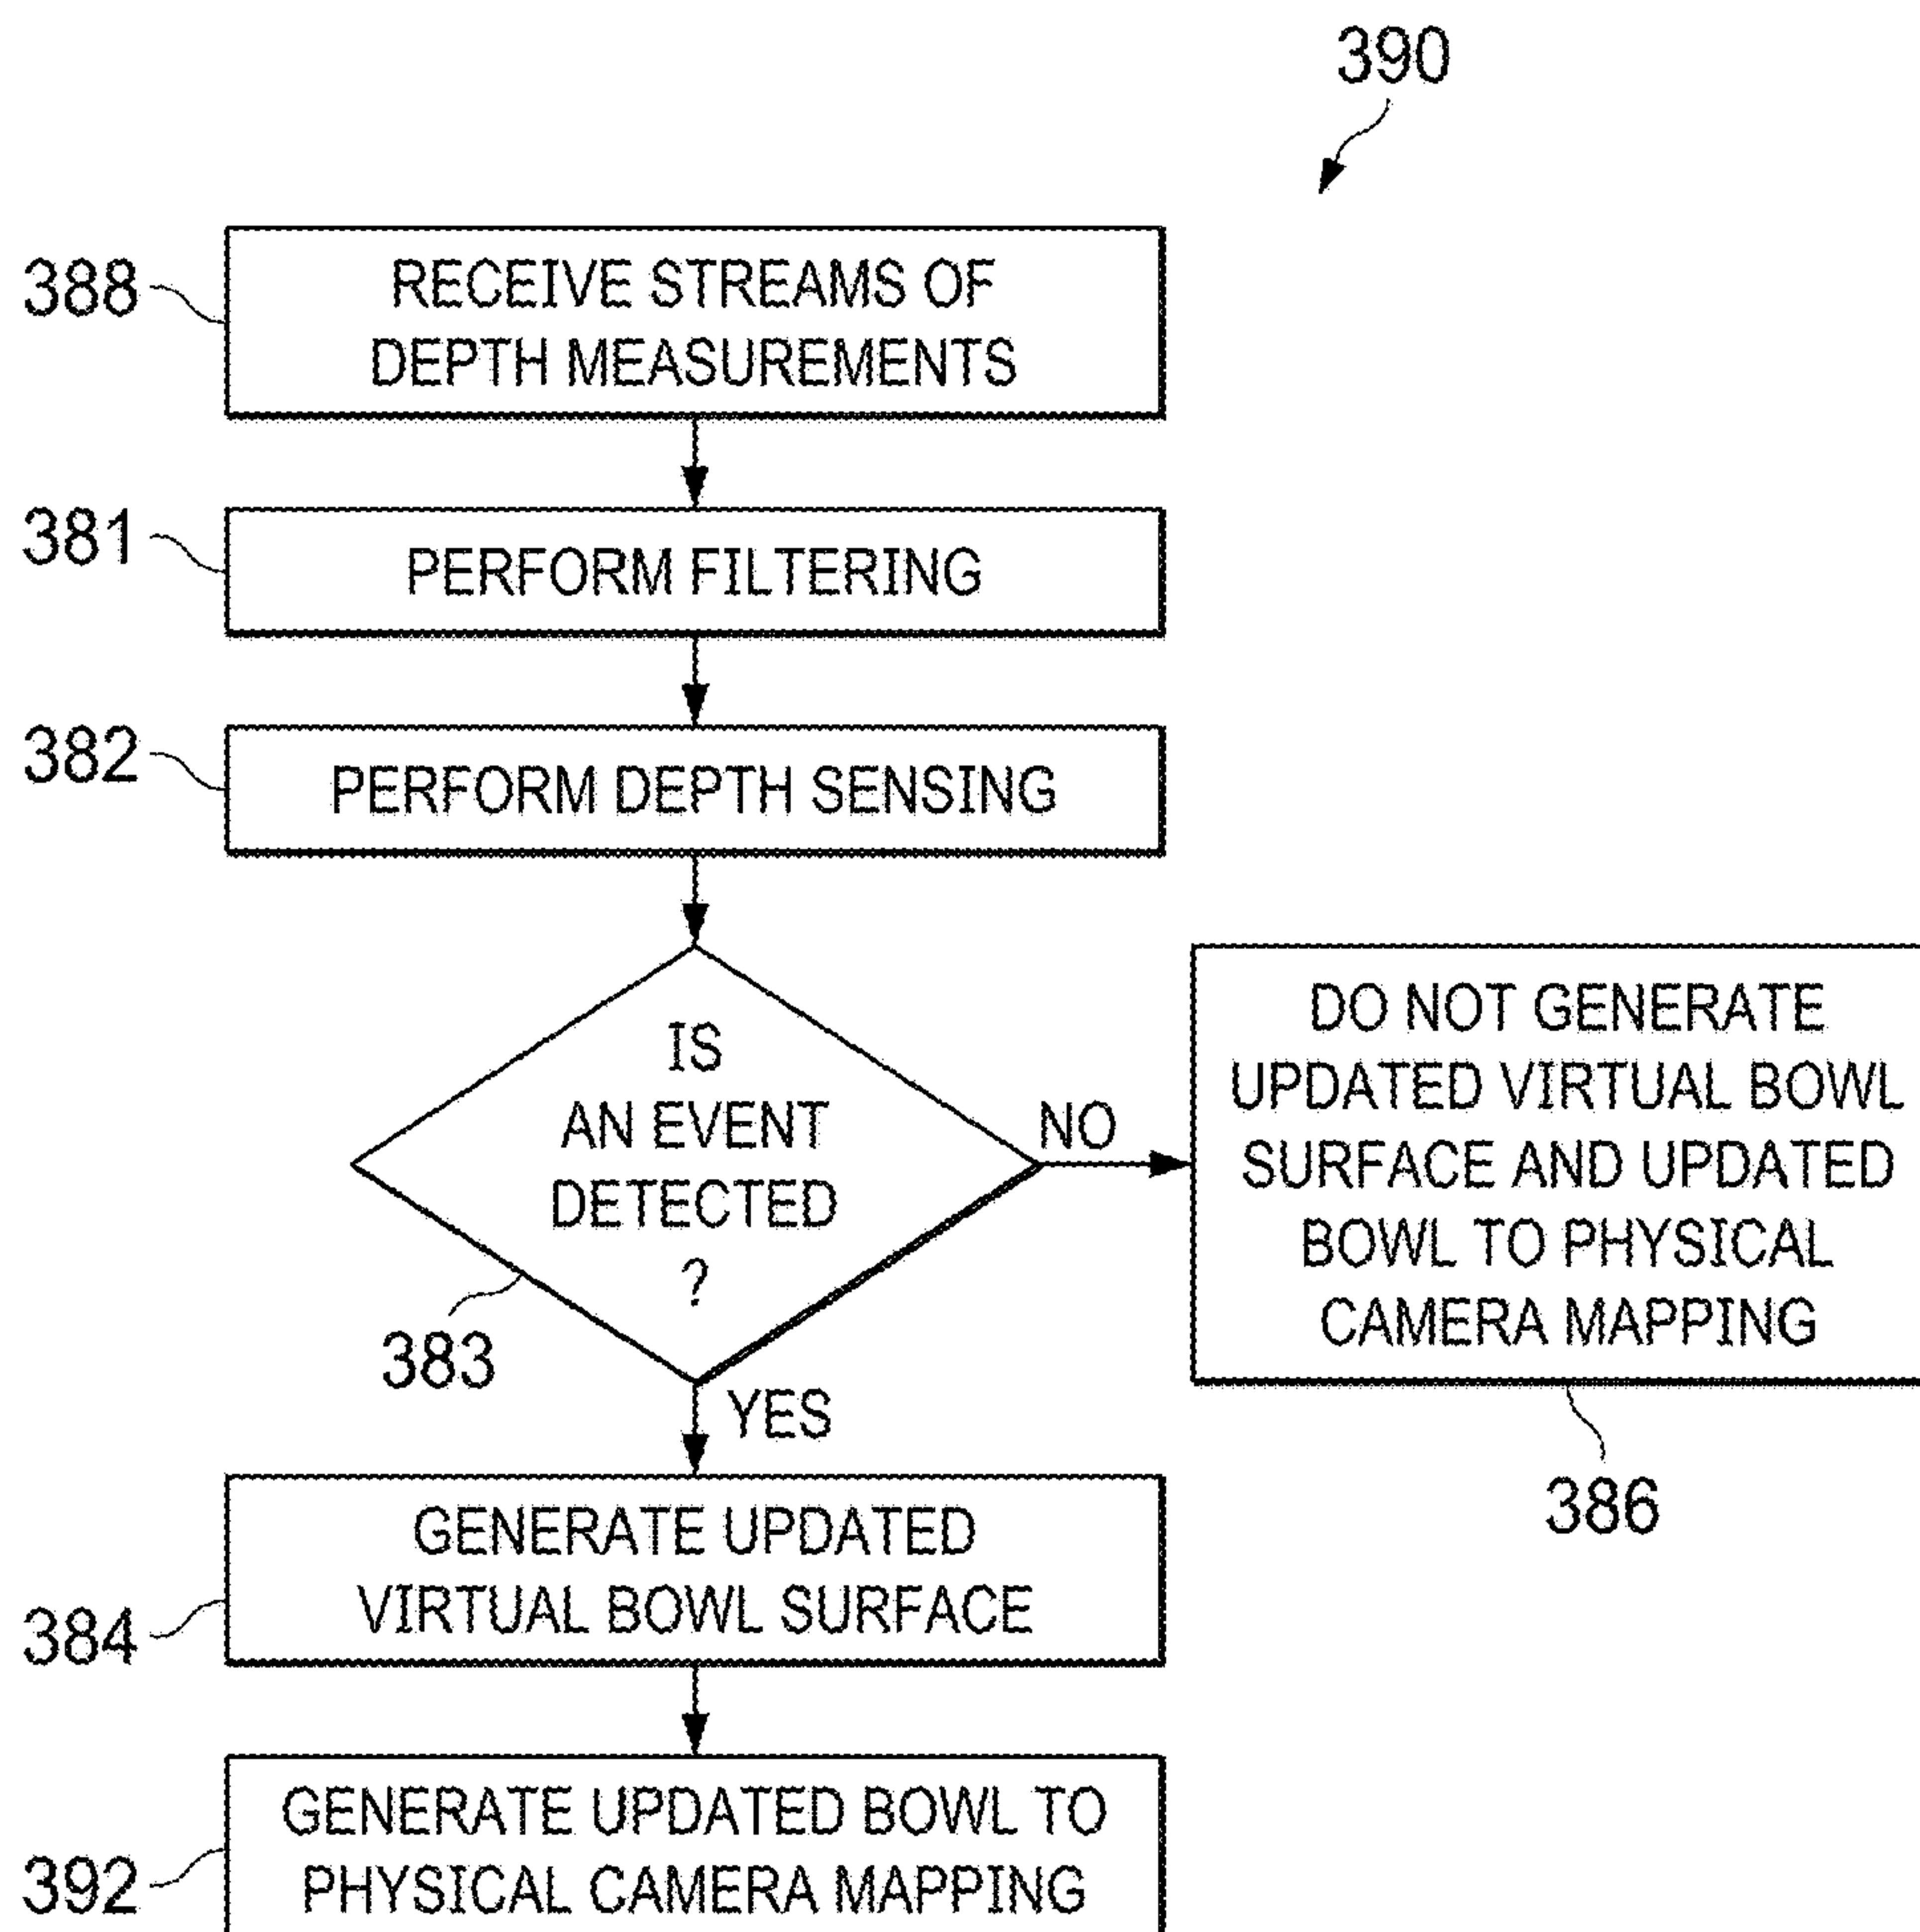 390
388
RECEIVE STREAMS OF
DEPTH MEASUREMENTS
381
PERFORM FILTERING
382
PERFORM DEPTH SENSING
IS
AN EVENT
DETECTED
?
383
NO
DO NOT GENERATE
UPDATED VIRTUAL BOWL
SURFACE AND UPDATED
BOWL TO PHYSICAL
CAMERA MAPPING
386
YES
384
GENERATE UPDATED
VIRTUAL BOWL SURFACE
392
GENERATE UPDATED BOWL TO
PHYSICAL CAMERA MAPPING